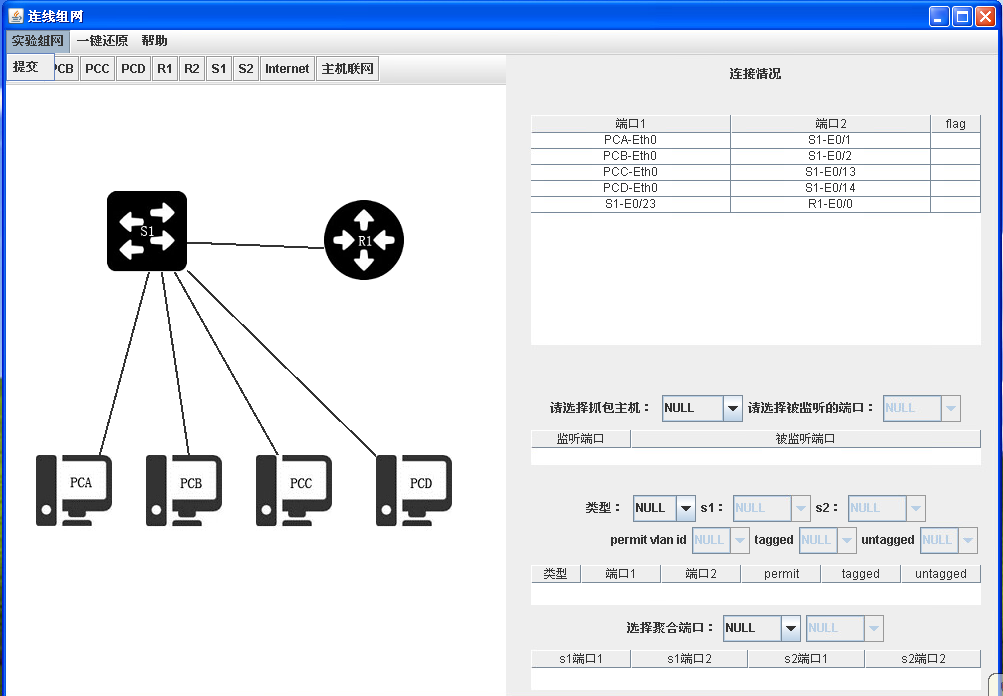 连线组网
实验组网 一键还原 帮助
提交 PCB PCC PCD R1 R2 S1 S2 Internet 主机联网
连接情况
端口1 端口2 flag
PCA-Eth0 S1-E0/1
PCB-Eth0 S1-E0/2
PCC-Eth0 S1-E0/13
PCD-Eth0 S1-E0/14
S1-E0/23 R1-E0/0
S1 R1
PCA PCB PCC PCD
请选择抓包主机： NULL 请选择被监听的端口： NULL
监听端口 被监听端口
类型： NULL s1： NULL s2： NULL
permit vlan id NULL tagged NULL untagged NULL
类型 端口1 端口2 permit tagged untagged
选择聚合端口： NULL NULL
s1端口1 s1端口2 s2端口1 s2端口2